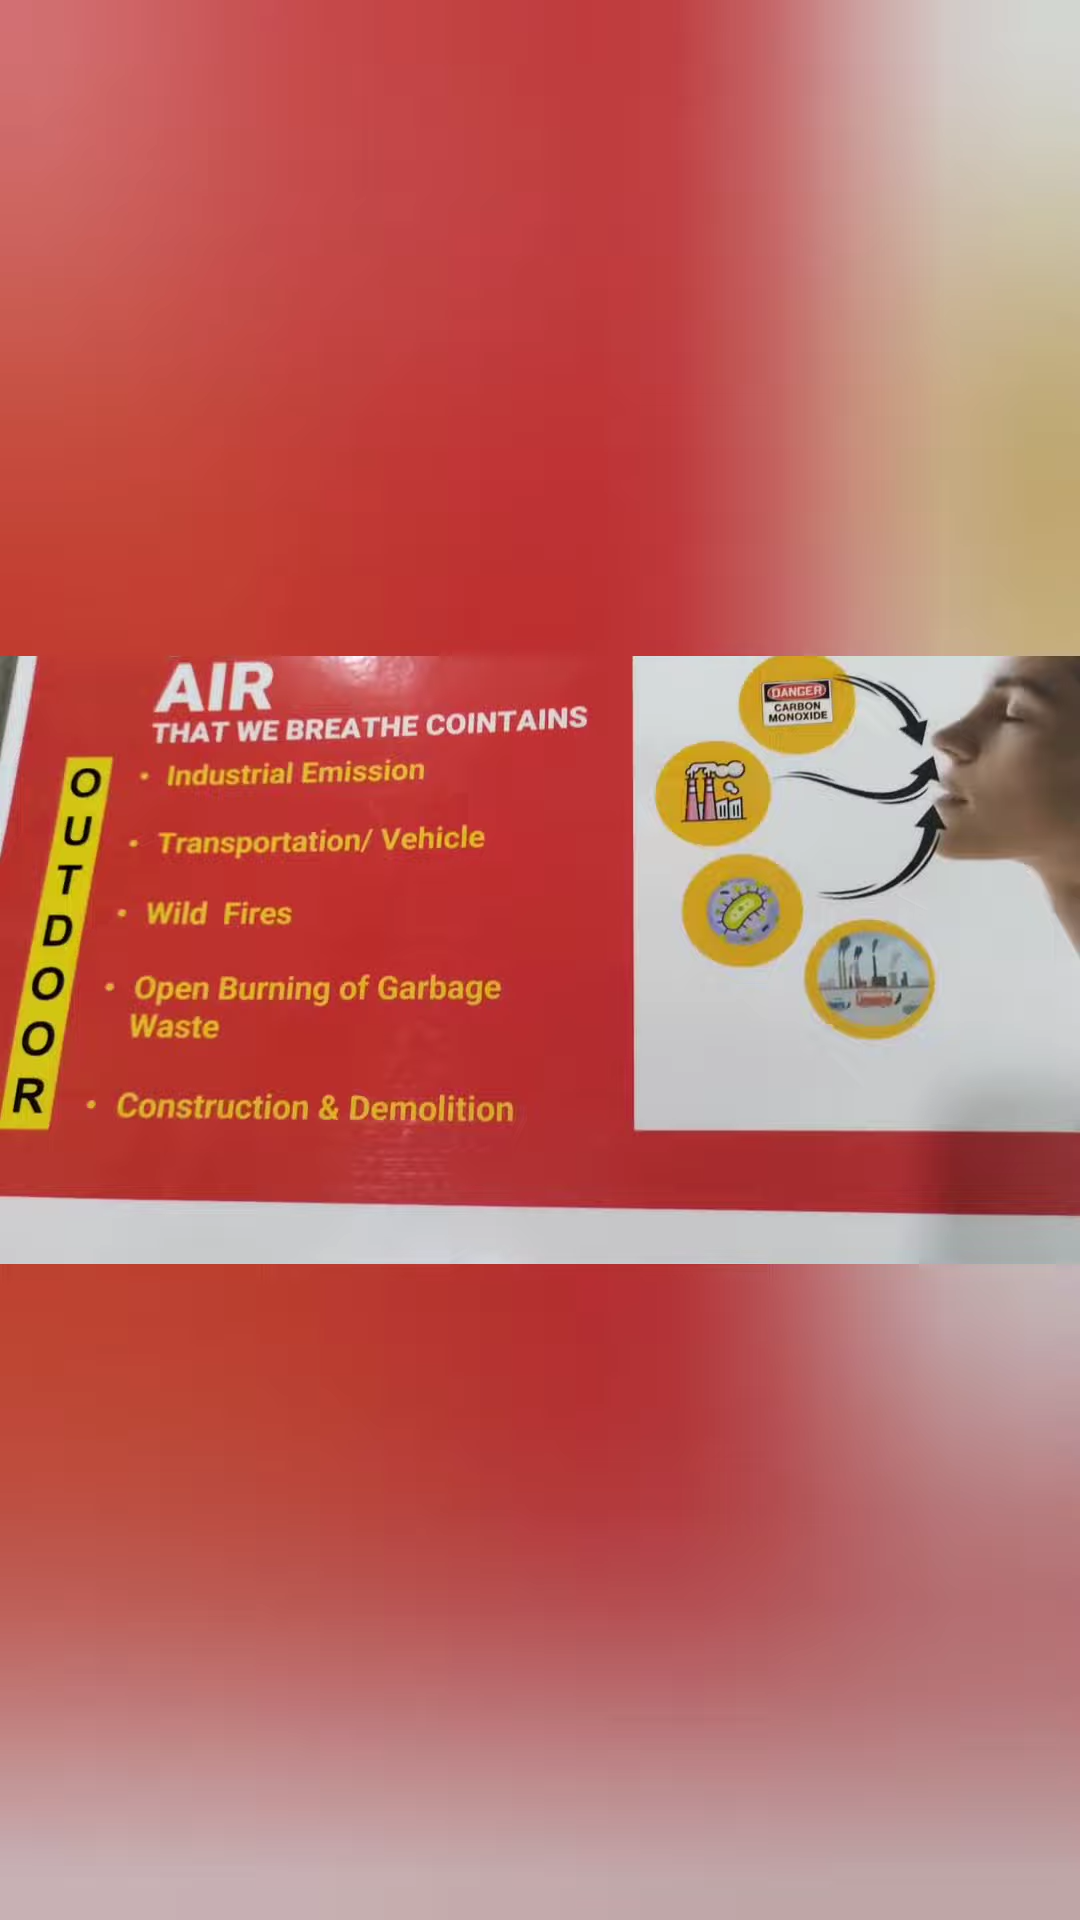 AIR
THAT WE BREATHE COINTAINS
OUTDOOR
• Industrial Emission
• Transportation/ Vehicle
• Wild Fires
• Open Burning of Garbage
Waste
• Construction & Demolition
DANGER
CARBON
MONOXIDE